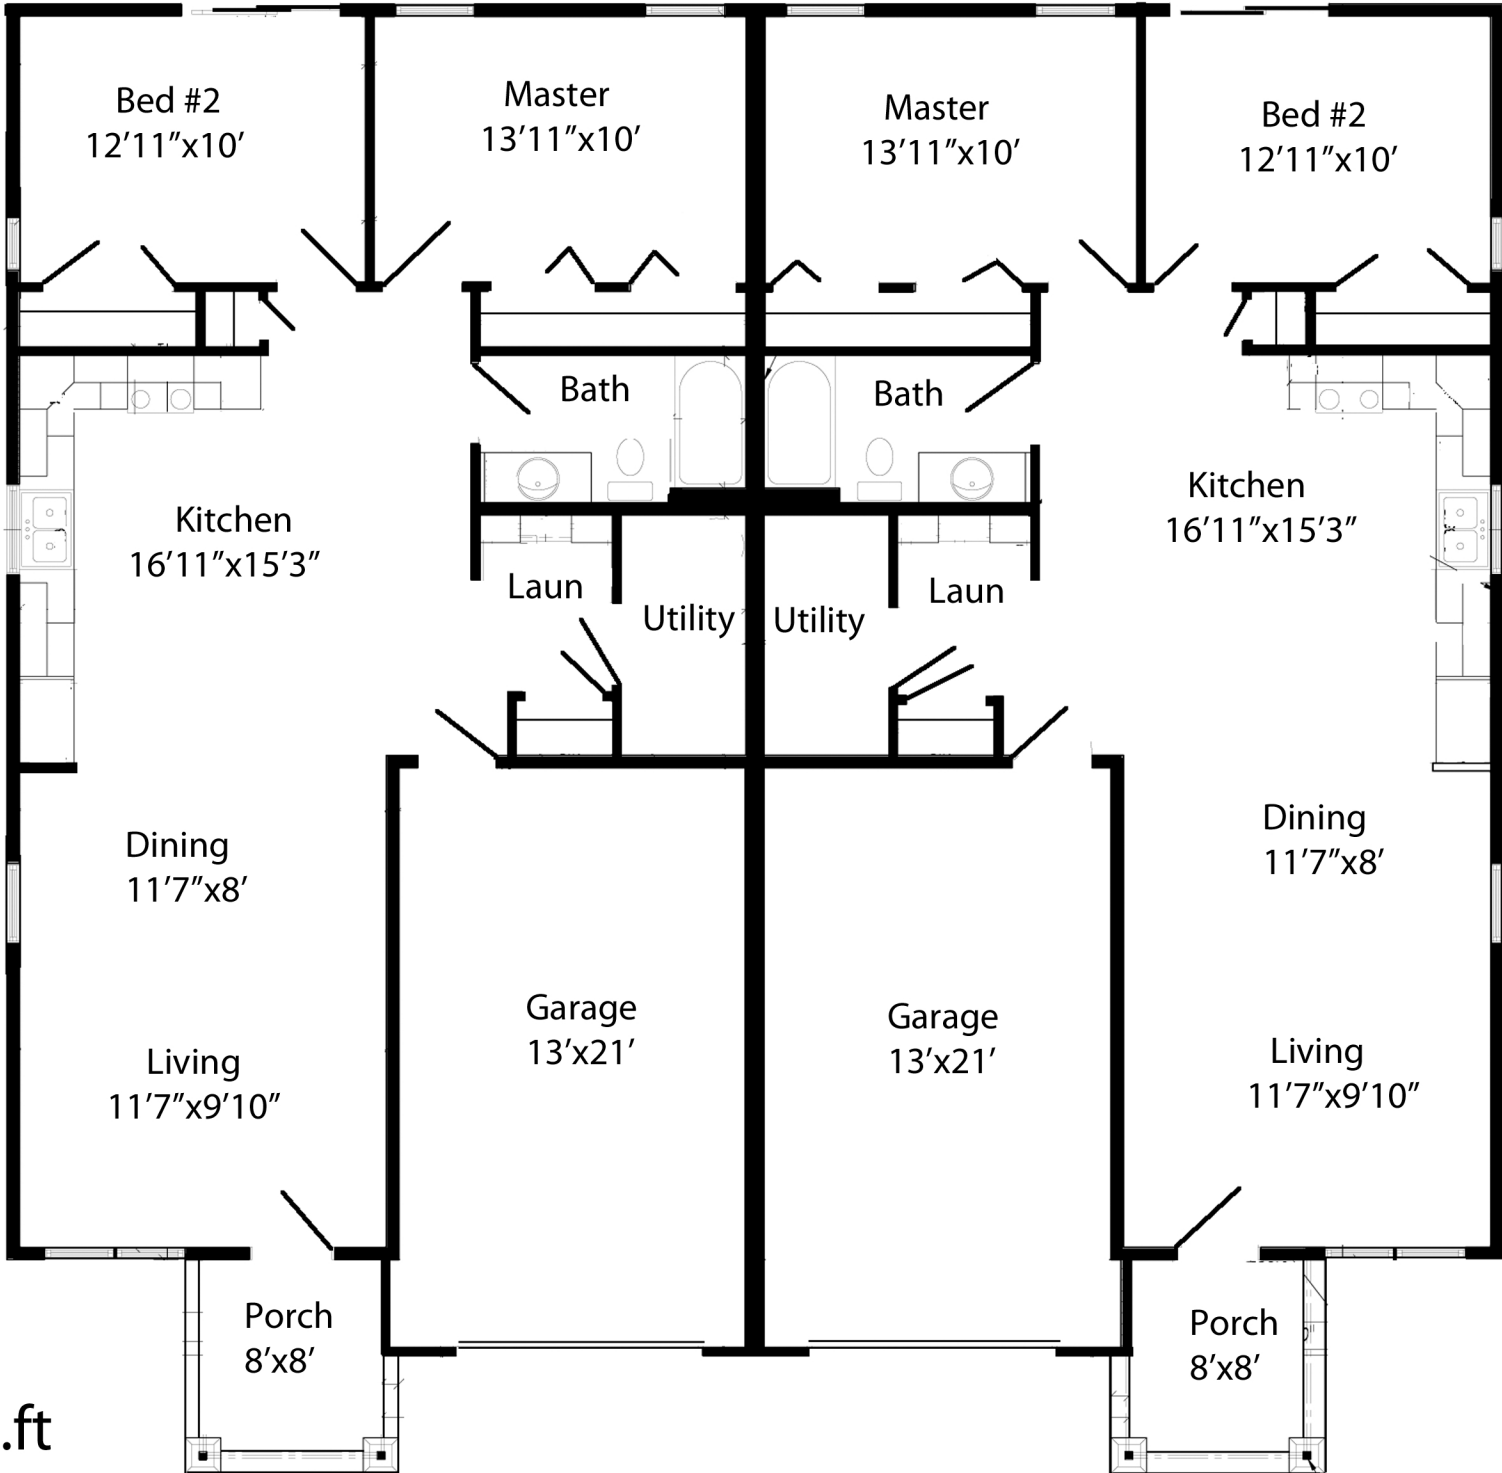 Bed #2
12'11"x10'
Master
13'11"x10'
Master
13'11"x10'
Bed #2
12'11"x10'
Bath
Bath
Kitchen
16'11"x15'3"
Kitchen
16'11"x15'3"
Laun
Utility
Utility
Laun
Dining
11'7"x8'
Dining
11'7"x8'
Garage
13'x21'
Garage
13'x21'
Living
11'7"x9'10"
Living
11'7"x9'10"
Porch
8'x8'
Porch
8'x8'
.ft